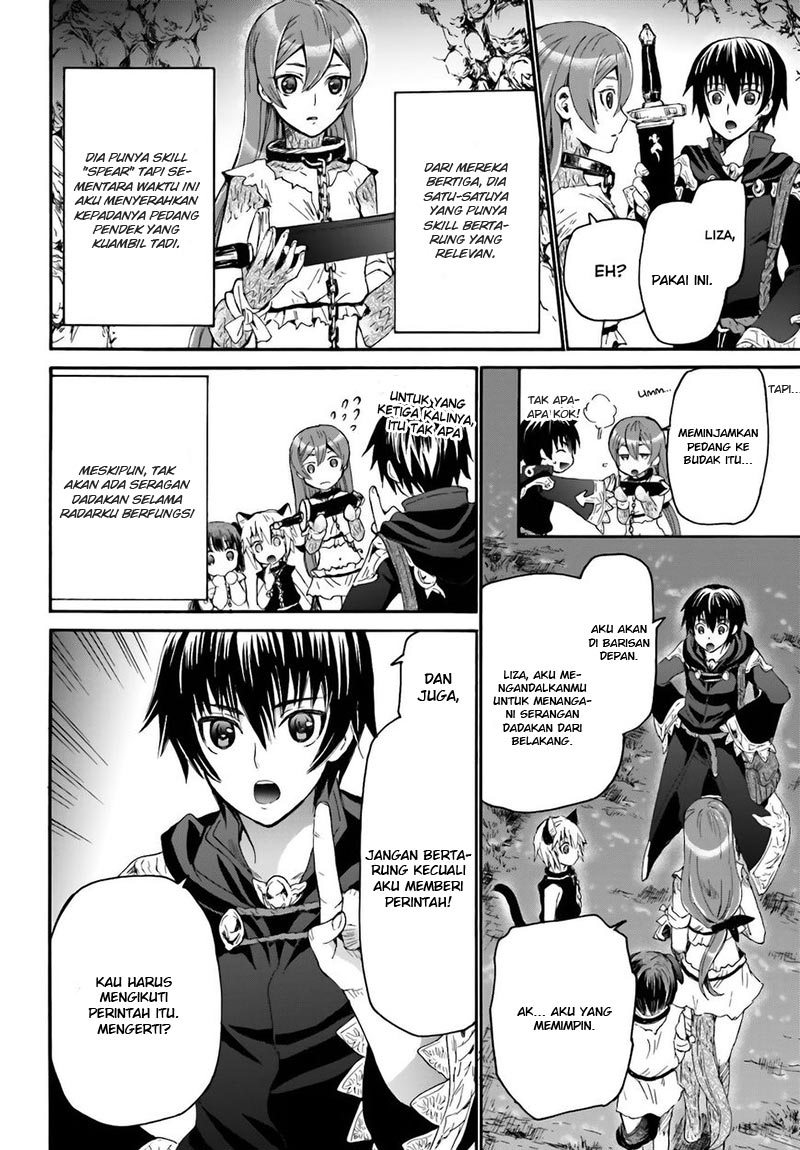 LIZA,
PAKAI INI.
EH?
DARI MEREKA
BERTIGA, DIA
SATU-SATUYA
YANG PUNYA
SKILL BERTA-
RUNG YANG
RELEVAN.
DIA PUNYA SKILL
"SPEAR" TAPI SE-
MENTARA WAKTU INI
AKU MENYERAHKAN
KEPADANYA PEDANG
PENDEK YANG
KUAMBIL TADI.
TAPI...
MEMINJAMKAN
PEDANG KE
BUDAK ITU...
Umm...
TAK APA-
APA KOK!
UNTUK YANG
KETIGA KALINYA,
ITU TAK APA
MESKIPUN, TAK
AKAN ADA SERAGAN
DADAKAN SELAMA
RADARKU BERFUNGSI
AKU AKAN
DI BARISAN
DEPAN.
LIZA, AKU ME-
NGANDALKANMU
UNTUK MENANGA-
NI SERANGAN
DADAKAN DARI
BELAKANG.
AK... AKU YANG
MEMIMPIN.
DAN
JUGA,
JANGAN BERTA-
RUNG KECUALI
AKU MEMBERI
PERINTAH!
KAU HARUS
MENGIKUTI
PERINTAH ITU.
MENGERTI?